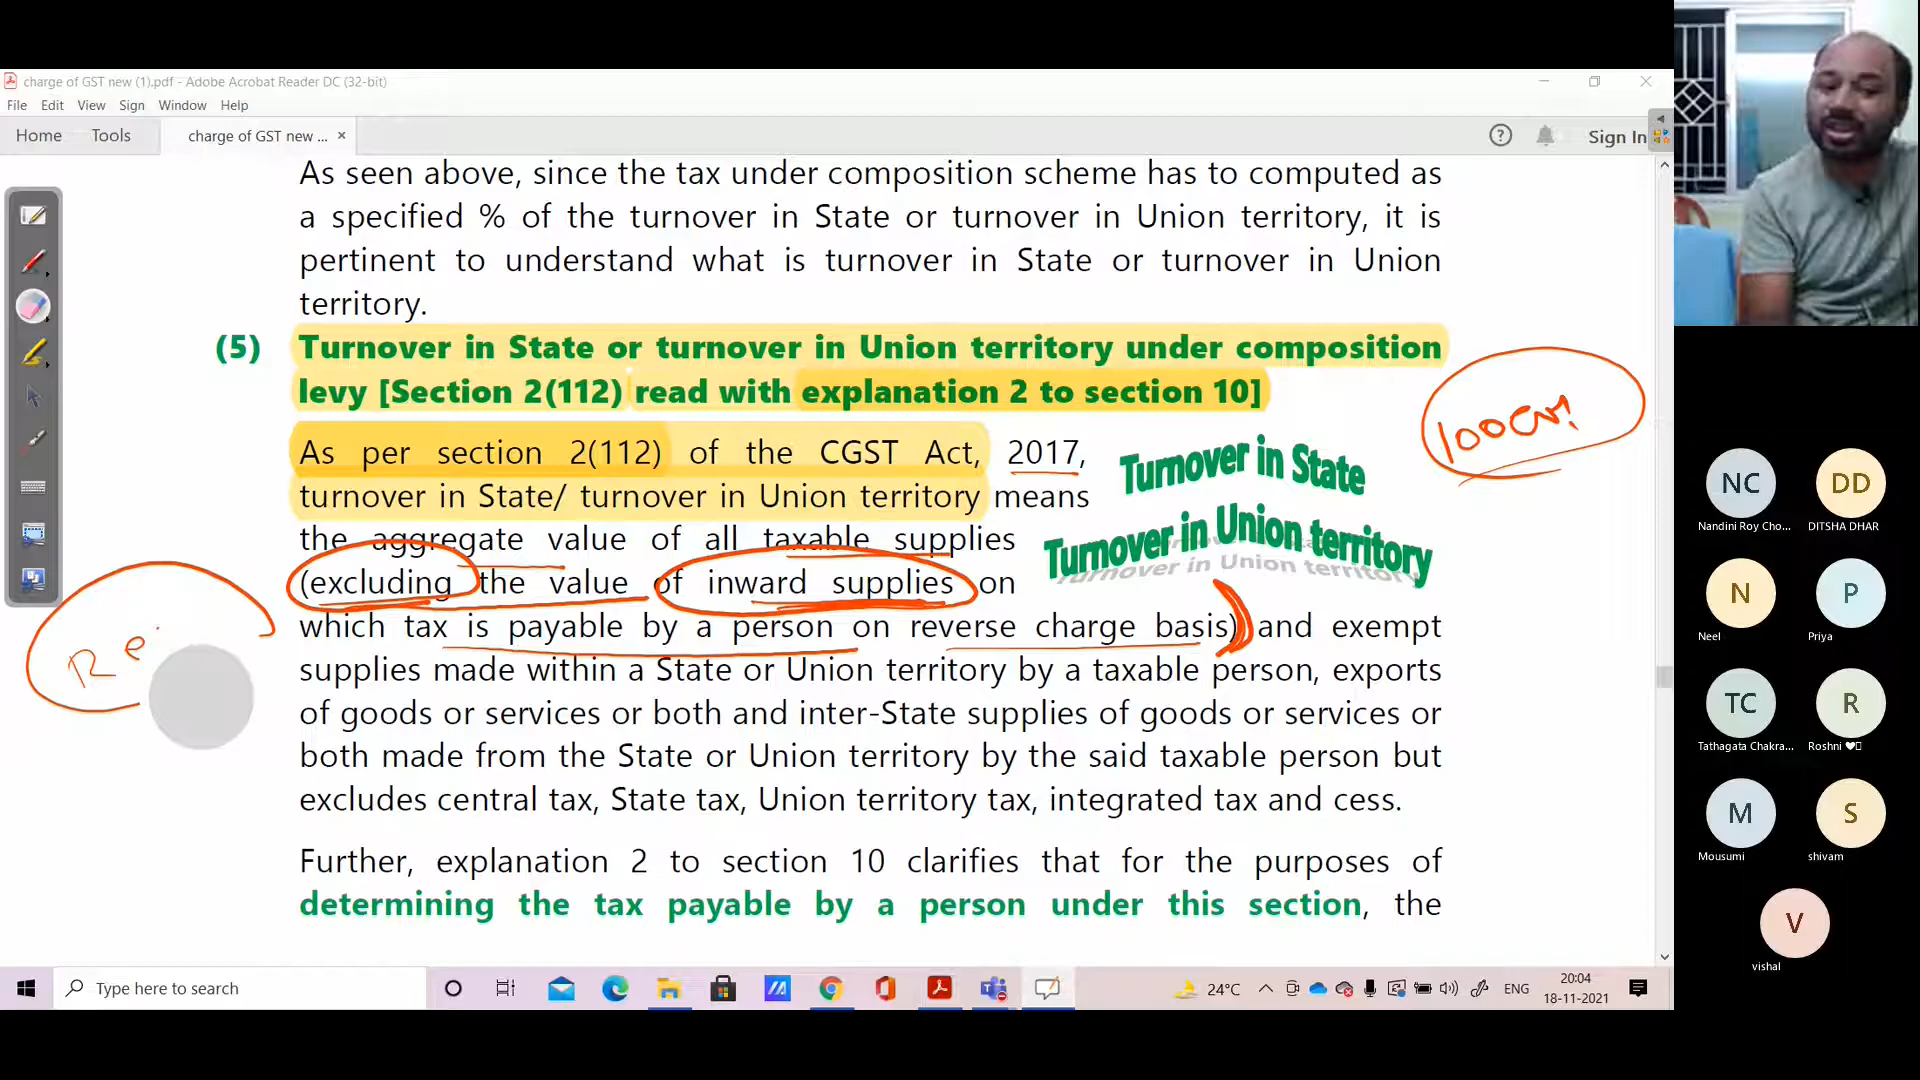 charge of GST new (1).pdf - Adobe Acrobat Reader DC (32-bit)
File Edit View Sign Window Help
Home Tools charge of GST new ... × Sign In
As seen above, since the tax under composition scheme has to computed as
a specified % of the turnover in State or turnover in Union territory, it is
pertinent to understand what is turnover in State or turnover in Union
territory.
(5) Turnover in State or turnover in Union territory under composition
levy [Section 2(112) read with explanation 2 to section 10]
As per section 2(112) of the CGST Act, 2017,
turnover in State/ turnover in Union territory means
the aggregate value of all taxable supplies
(excluding the value of inward supplies on
which tax is payable by a person on reverse charge basis) and exempt
supplies made within a State or Union territory by a taxable person, exports
of goods or services or both and inter-State supplies of goods or services or
both made from the State or Union territory by the said taxable person but
excludes central tax, State tax, Union territory tax, integrated tax and cess.
Further, explanation 2 to section 10 clarifies that for the purposes of
determining the tax payable by a person under this section, the
Turnover in State
Turnover in Union territory
Re
NC
Nandini Roy Cho...
DD
DITSHA DHAR
N
Neel
P
Priya
TC
Tathagata Chakra...
R
Roshni ❤
M
Mousumi
S
shivam
V
vishal
Type here to search
24°C
ENG
20:04
18-11-2021